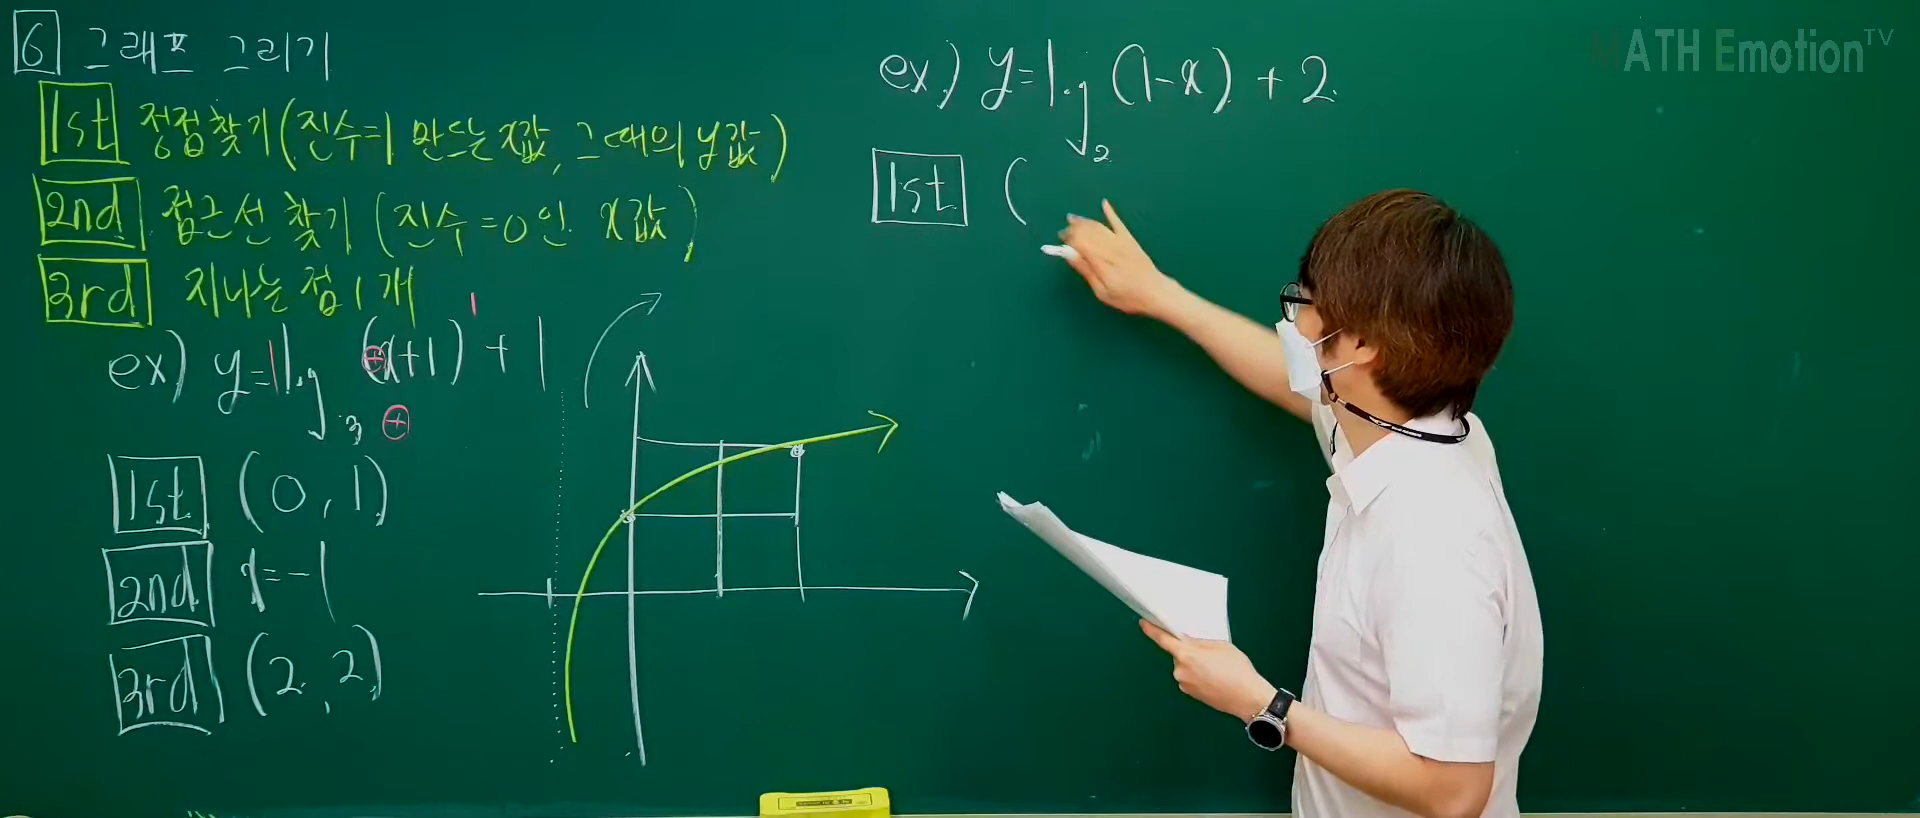 6 그래프 그리기
1st 정점찾기(진수=1 만드는 x값, 그때의 y값)
2nd 점근선 찾기 (진수=0인 x값)
3rd 지나는 점 1개
ex) y=log₃(x+1)+1
1st (0, 1)
2nd x=-1
3rd (2, 2)
ex) y=log₂(1-x)+2
1st (
MATH Emotion TV